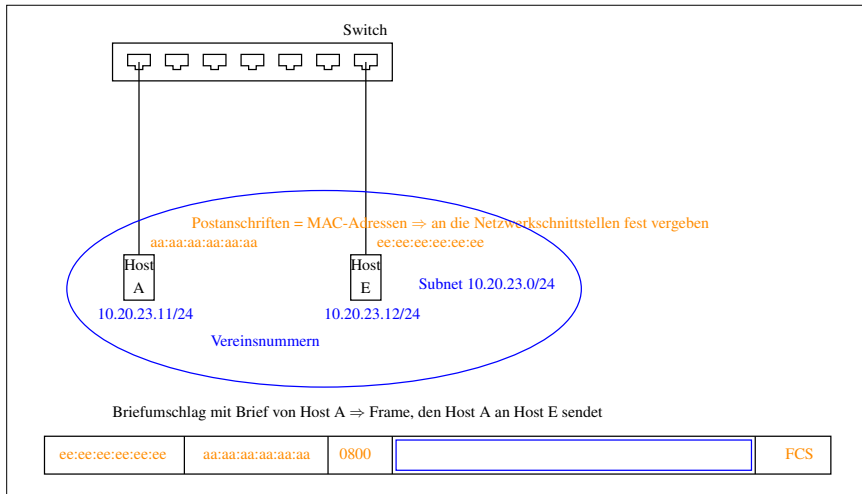 Switch
Postanschriften = MAC-Adressen ⇒ an die Netzwerkschnittstellen fest vergeben
aa:aa:aa:aa:aa:aa
ee:ee:ee:ee:ee:ee
Host
A
Host
E
Subnet 10.20.23.0/24
10.20.23.11/24
10.20.23.12/24
Vereinsnummern
Briefumschlag mit Brief von Host A ⇒ Frame, den Host A an Host E sendet
ee:ee:ee:ee:ee:ee aa:aa:aa:aa:aa:aa 0800 FCS